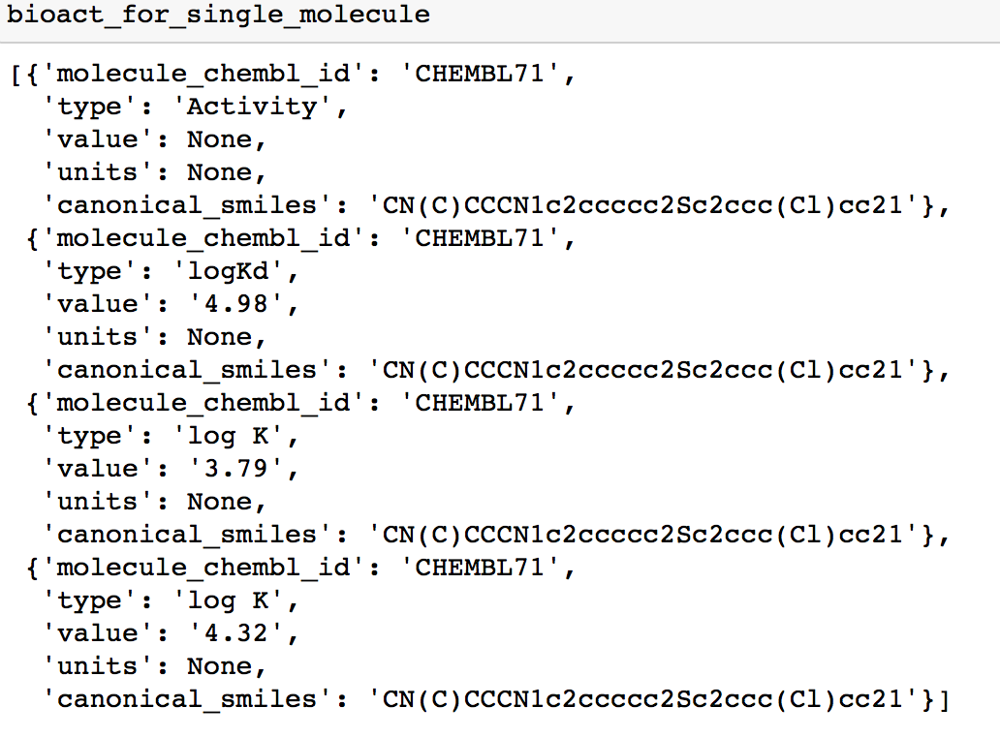 bioact_for_single_molecule
[{'molecule_chembl_id': 'CHEMBL71',
'type': 'Activity',
'value': None,
'units': None,
'canonical_smiles': 'CN(C)CCCN1c2ccccc2Sc2ccc(Cl)cc21'},
{'molecule_chembl_id': 'CHEMBL71',
'type': 'logKd',
'value': '4.98',
'units': None,
'canonical_smiles': 'CN(C)CCCN1c2ccccc2Sc2ccc(Cl)cc21'},
{'molecule_chembl_id': 'CHEMBL71',
'type': 'log K',
'value': '3.79',
'units': None,
'canonical_smiles': 'CN(C)CCCN1c2ccccc2Sc2ccc(Cl)cc21'},
{'molecule_chembl_id': 'CHEMBL71',
'type': 'log K',
'value': '4.32',
'units': None,
'canonical_smiles': 'CN(C)CCCN1c2ccccc2Sc2ccc(Cl)cc21'}]